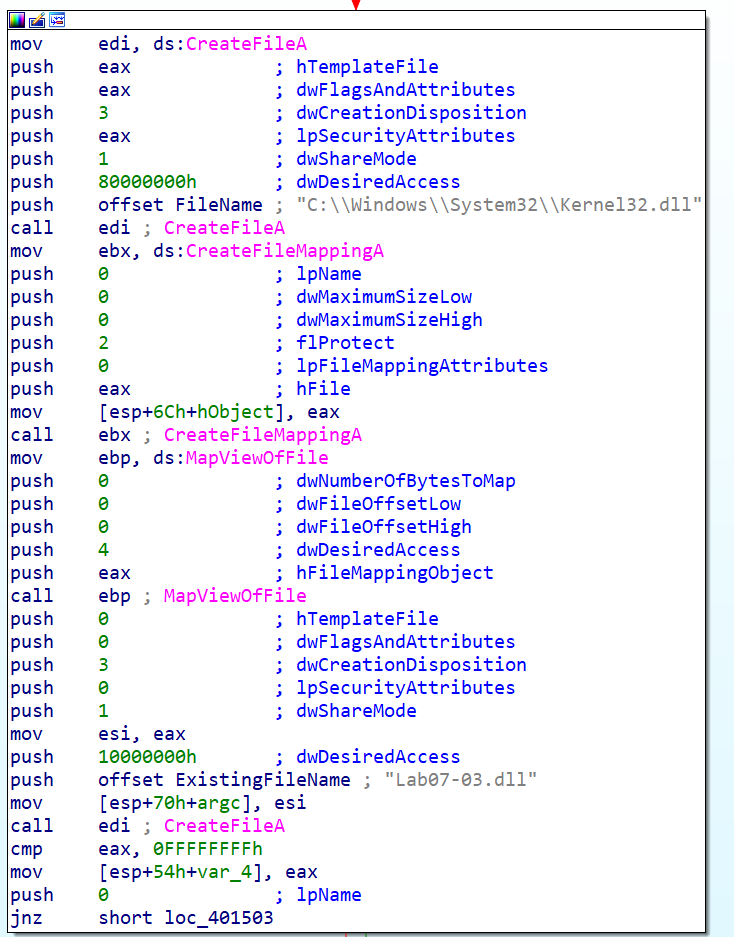 mov edi, ds:CreateFileA
push eax ; hTemplateFile
push eax ; dwFlagsAndAttributes
push 3 ; dwCreationDisposition
push eax ; lpSecurityAttributes
push 1 ; dwShareMode
push 80000000h ; dwDesiredAccess
push offset FileName ; "C:\\Windows\\System32\\Kernel32.dll"
call edi ; CreateFileA
mov ebx, ds:CreateFileMappingA
push 0 ; lpName
push 0 ; dwMaximumSizeLow
push 0 ; dwMaximumSizeHigh
push 2 ; flProtect
push 0 ; lpFileMappingAttributes
push eax ; hFile
mov [esp+6Ch+hObject], eax
call ebx ; CreateFileMappingA
mov ebp, ds:MapViewOfFile
push 0 ; dwNumberOfBytesToMap
push 0 ; dwFileOffsetLow
push 0 ; dwFileOffsetHigh
push 4 ; dwDesiredAccess
push eax ; hFileMappingObject
call ebp ; MapViewOfFile
push 0 ; hTemplateFile
push 0 ; dwFlagsAndAttributes
push 3 ; dwCreationDisposition
push 0 ; lpSecurityAttributes
push 1 ; dwShareMode
mov esi, eax
push 10000000h ; dwDesiredAccess
push offset ExistingFileName ; "Lab07-03.dll"
mov [esp+70h+argc], esi
call edi ; CreateFileA
cmp eax, 0FFFFFFFFh
mov [esp+54h+var_4], eax
push 0 ; lpName
jnz short loc_401503